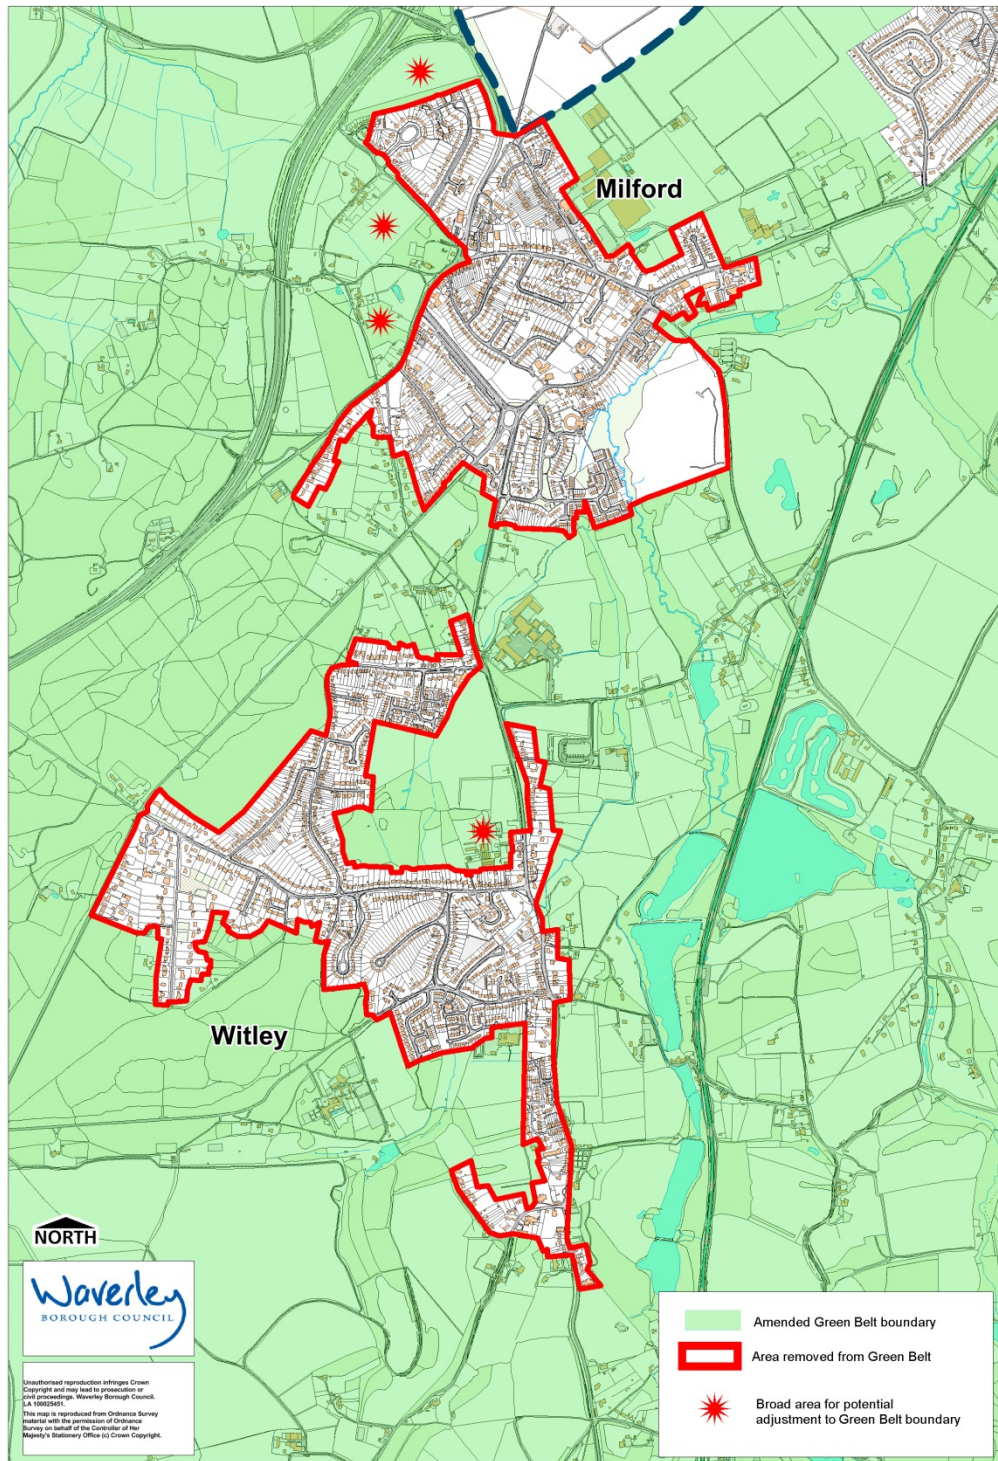 Milford
Witley
NORTH
Waverley
BOROUGH COUNCIL
Unauthorised reproduction infringes Crown
Copyright and may lead to prosecution or
civil proceedings. Waverley Borough Council.
LA 100025451.
This map is reproduced from Ordnance Survey
material with the permission of Ordnance
Survey on behalf of the Controller of Her
Majesty's Stationery Office (c) Crown Copyright.
Amended Green Belt boundary
Area removed from Green Belt
Broad area for potential
adjustment to Green Belt boundary